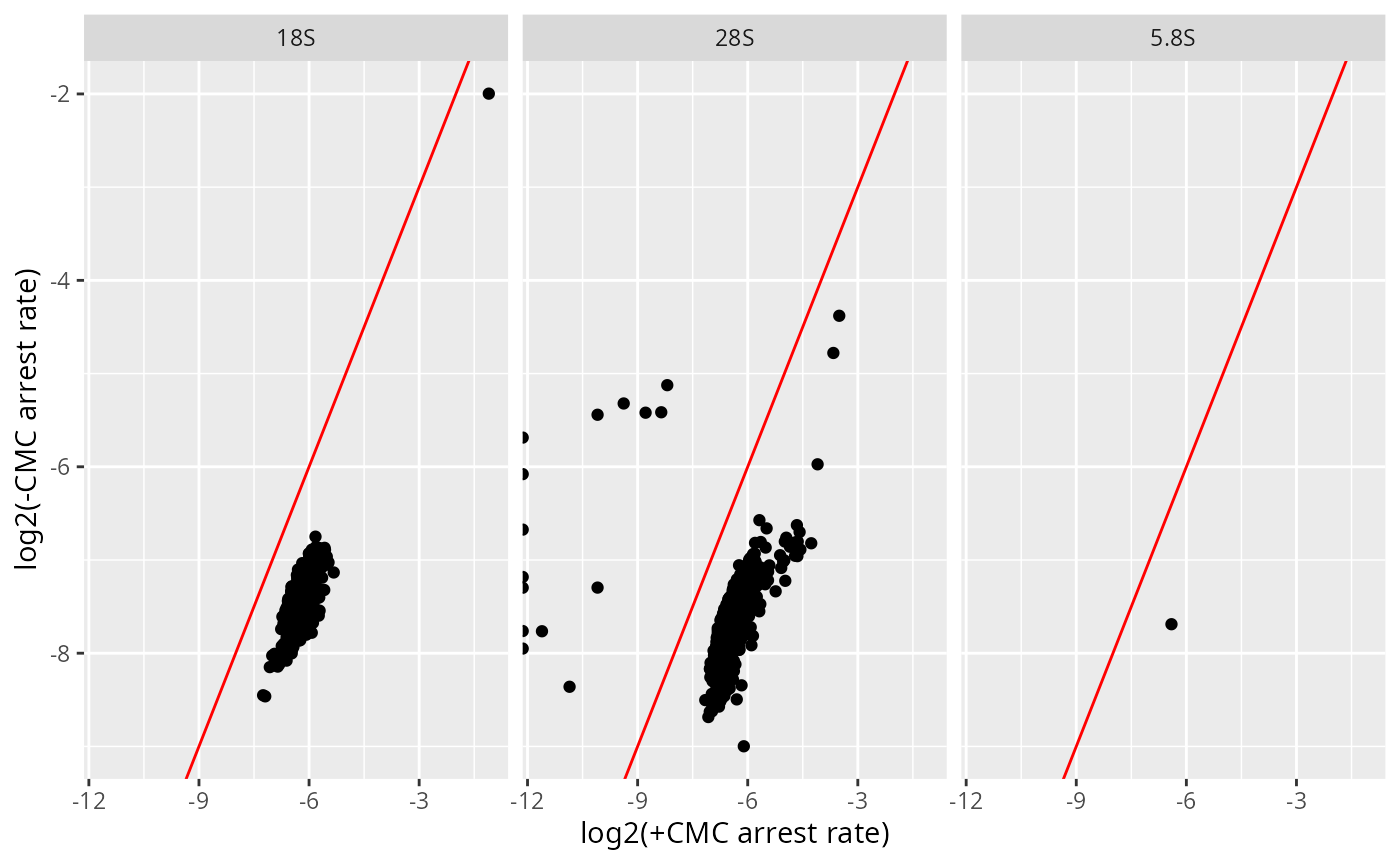 18S 28S 5.8S
log2(-CMC arrest rate)
-2
-4
-6
-8
-12 -9 -6 -3 -12 -9 -6 -3 -12 -9 -6 -3
log2(+CMC arrest rate)